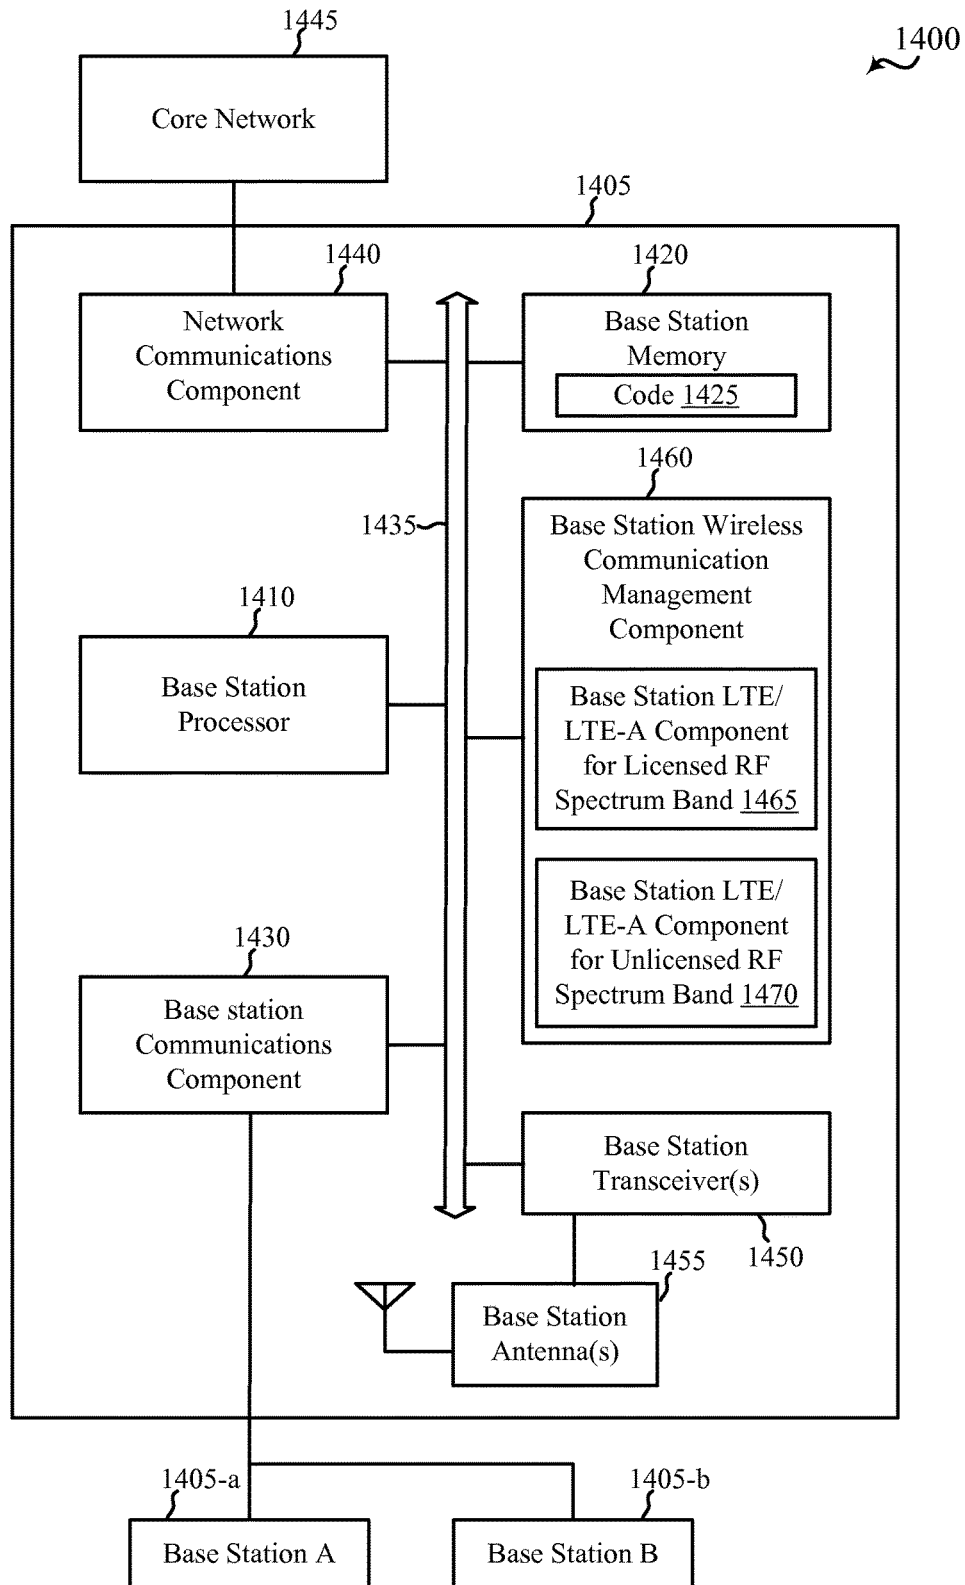 1445
1400
Core Network
1405
1440
Network
Communications
Component
1420
Base Station
Memory
Code 1425
1460
1435
Base Station Wireless
Communication
Management
Component
1410
Base Station
Processor
Base Station LTE/
LTE-A Component
for Licensed RF
Spectrum Band 1465
Base Station LTE/
LTE-A Component
for Unlicensed RF
Spectrum Band 1470
1430
Base station
Communications
Component
Base Station
Transceiver(s)
1450
1455
Base Station
Antenna(s)
1405-a
1405-b
Base Station A
Base Station B